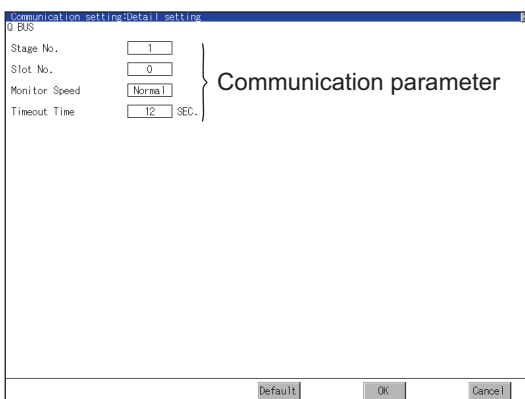 Communication setting:Detail setting
Q BUS
Stage No. 1
Slot No. 0
Monitor Speed Normal
Timeout Time 12 SEC.
Communication parameter
Default OK Cancel